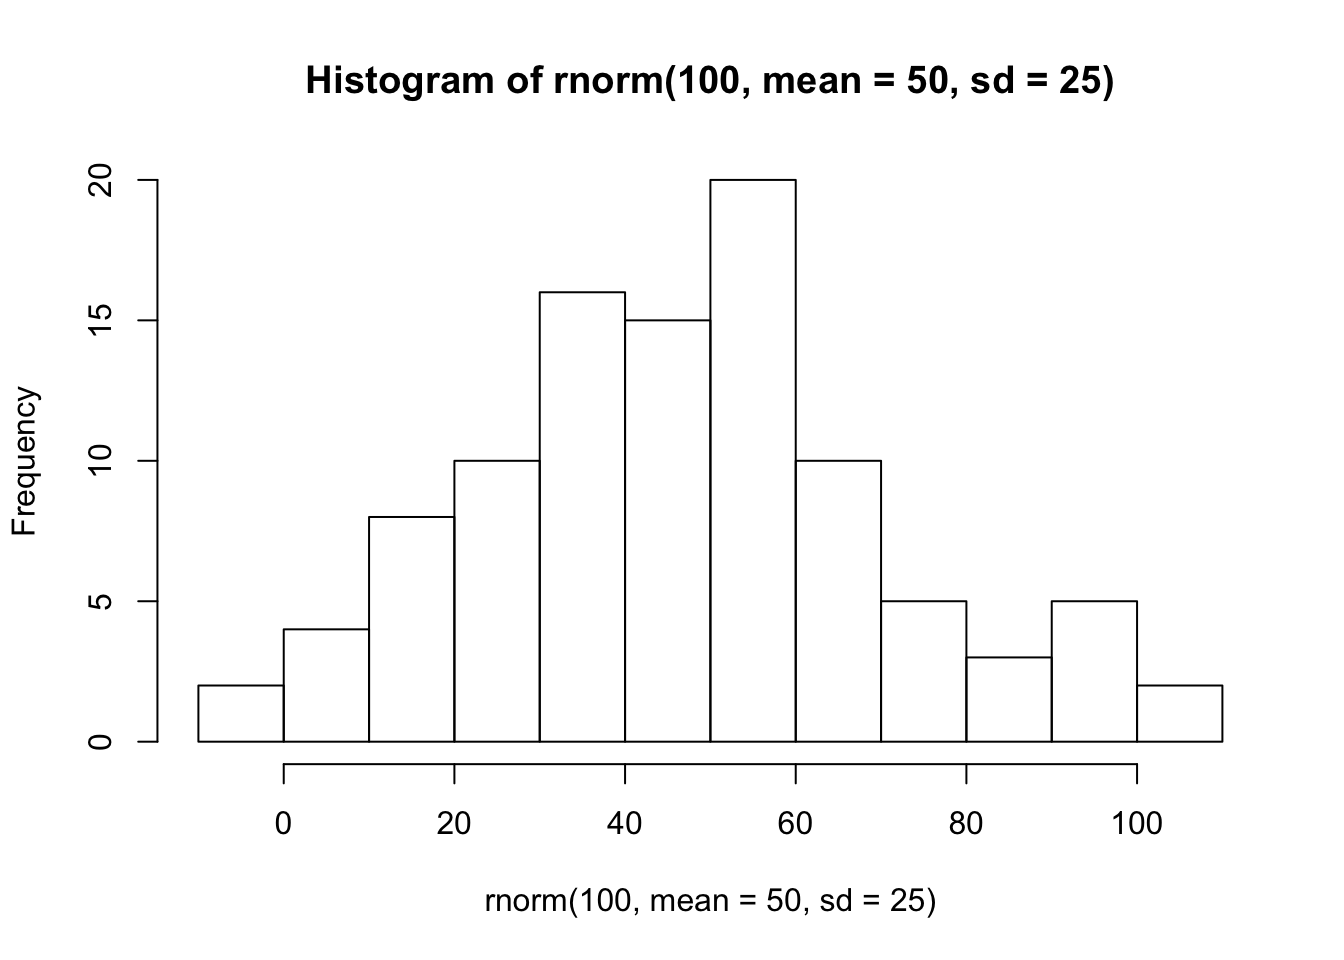 Histogram of rnorm(100, mean = 50, sd = 25)
20
15
10
5
0
Frequency
0 20 40 60 80 100
rnorm(100, mean = 50, sd = 25)